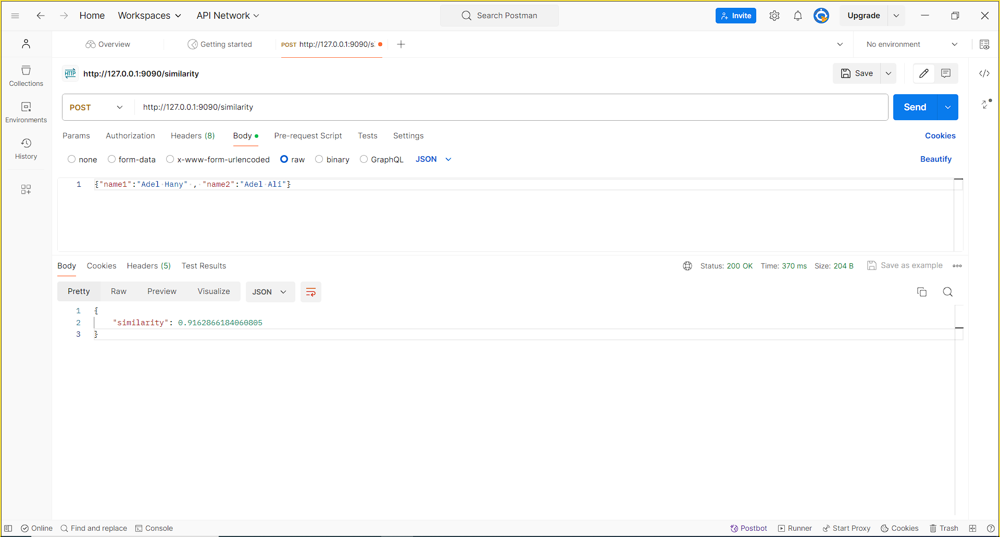 Home Workspaces API Network Search Postman Invite Upgrade
Overview Getting started POST http://127.0.0.1:9090/s No environment
HTTP http://127.0.0.1:9090/similarity Save
Collections
POST http://127.0.0.1:9090/similarity Send
Environments
Params Authorization Headers (8) Body Pre-request Script Tests Settings Cookies
History
none form-data x-www-form-urlencoded raw binary GraphQL JSON Beautify
1 {"name1":"Adel Hany" , "name2":"Adel Ali"}
Body Cookies Headers (5) Test Results Status: 200 OK Time: 370 ms Size: 204 B Save as example
Pretty Raw Preview Visualize JSON
1 {
2 "similarity": 0.9162866184060805
3 }
Online Find and replace Console Postbot Runner Start Proxy Cookies Trash